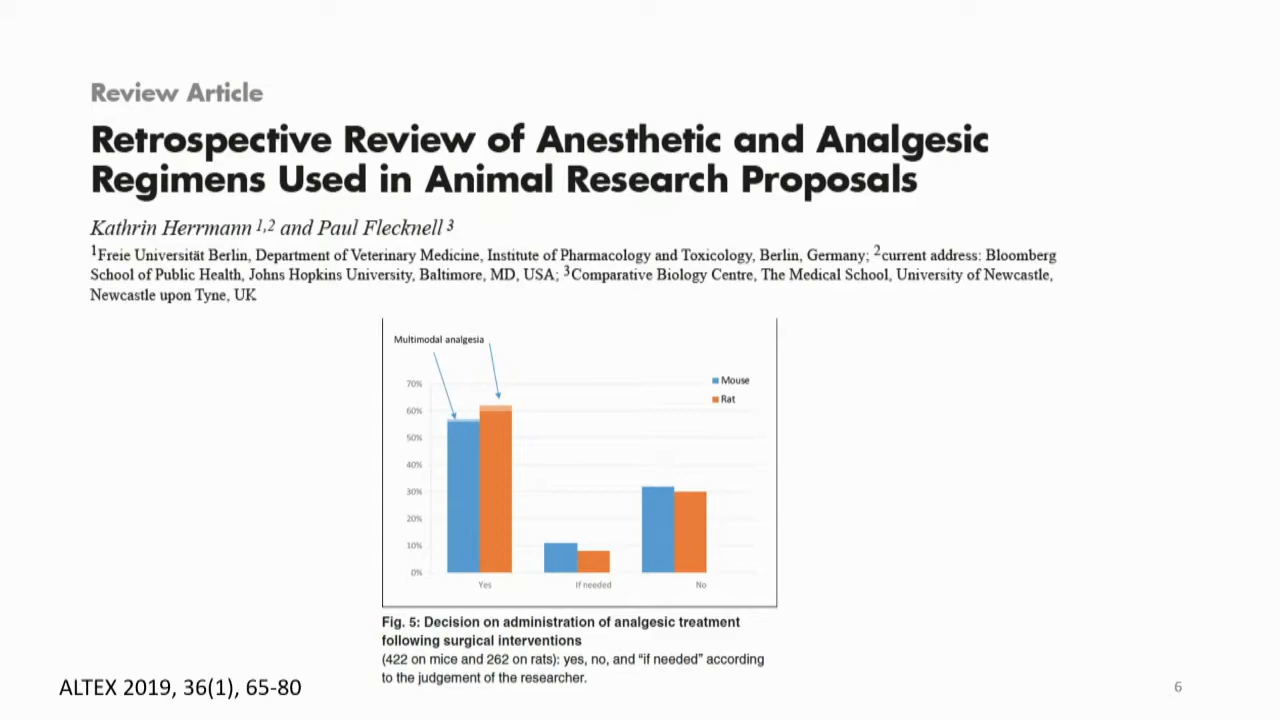 Review Article
Retrospective Review of Anesthetic and Analgesic
Regimens Used in Animal Research Proposals
Kathrin Herrmann 1,2 and Paul Flecknell 3
1Freie Universität Berlin, Department of Veterinary Medicine, Institute of Pharmacology and Toxicology, Berlin, Germany; 2current address: Bloomberg
School of Public Health, Johns Hopkins University, Baltimore, MD, USA; 3Comparative Biology Centre, The Medical School, University of Newcastle,
Newcastle upon Tyne, UK
Multimodal analgesia
70%
60%
50%
40%
30%
20%
10%
0%
Mouse
Rat
Yes
If needed
No
Fig. 5: Decision on administration of analgesic treatment
following surgical interventions
(422 on mice and 262 on rats): yes, no, and “if needed” according
to the judgement of the researcher.
ALTEX 2019, 36(1), 65-80
6